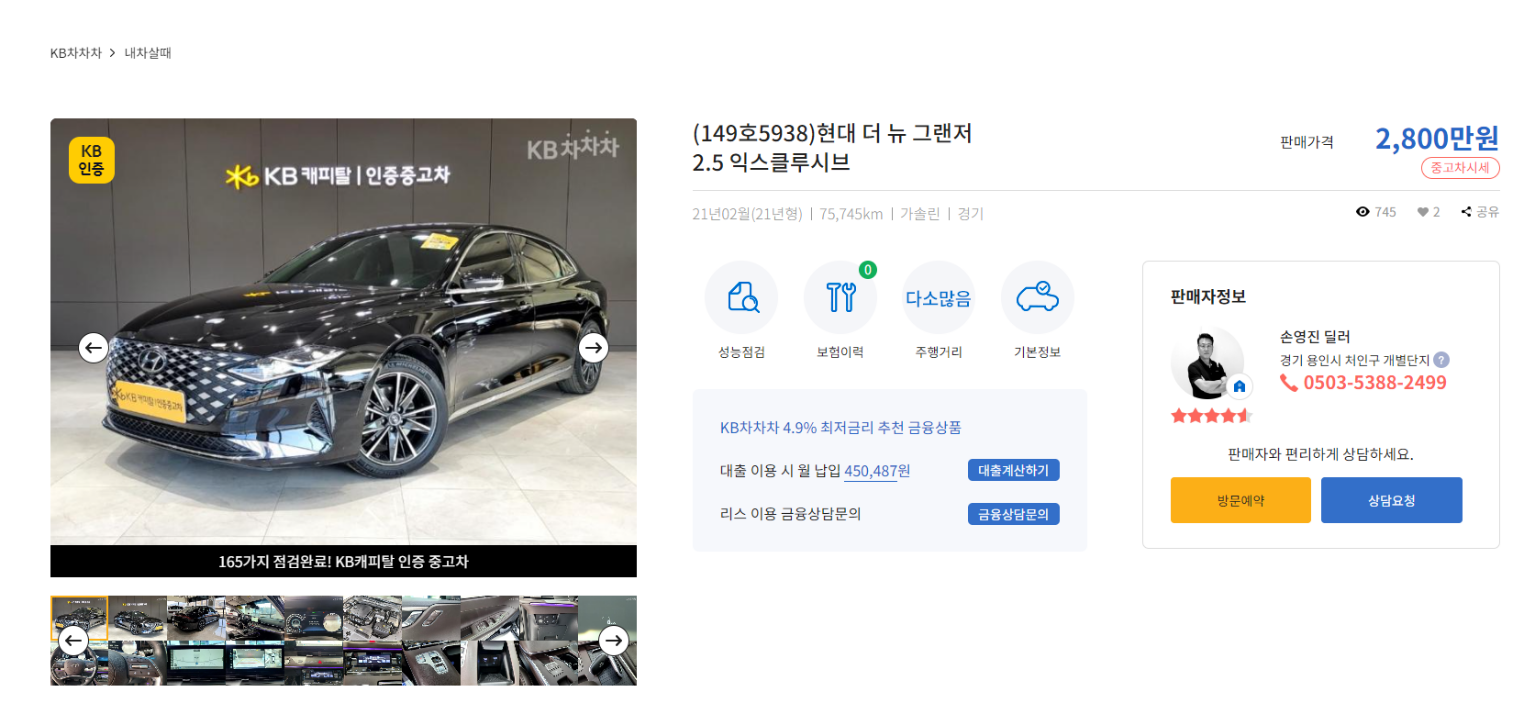 KB차차차 > 내차살때
KB
인증
KB차차차
KB 캐피탈 | 인증중고차
KB 캐피탈 | 인증중고차
165가지 점검완료! KB캐피탈 인증 중고차
(149호5938)현대 더 뉴 그랜저
2.5 익스클루시브
판매가격 2,800만원
중고차시세
21년02월(21년형) | 75,745km | 가솔린 | 경기
745 2 공유
0
다소많음
성능점검 보험이력 주행거리 기본정보
KB차차차 4.9% 최저금리 추천 금융상품
대출 이용 시 월 납입 450,487원 대출계산하기
리스 이용 금융상담문의 금융상담문의
판매자정보
손영진 딜러
경기 용인시 처인구 개별단지 ?
0503-5388-2499
판매자와 편리하게 상담하세요.
방문예약 상담요청